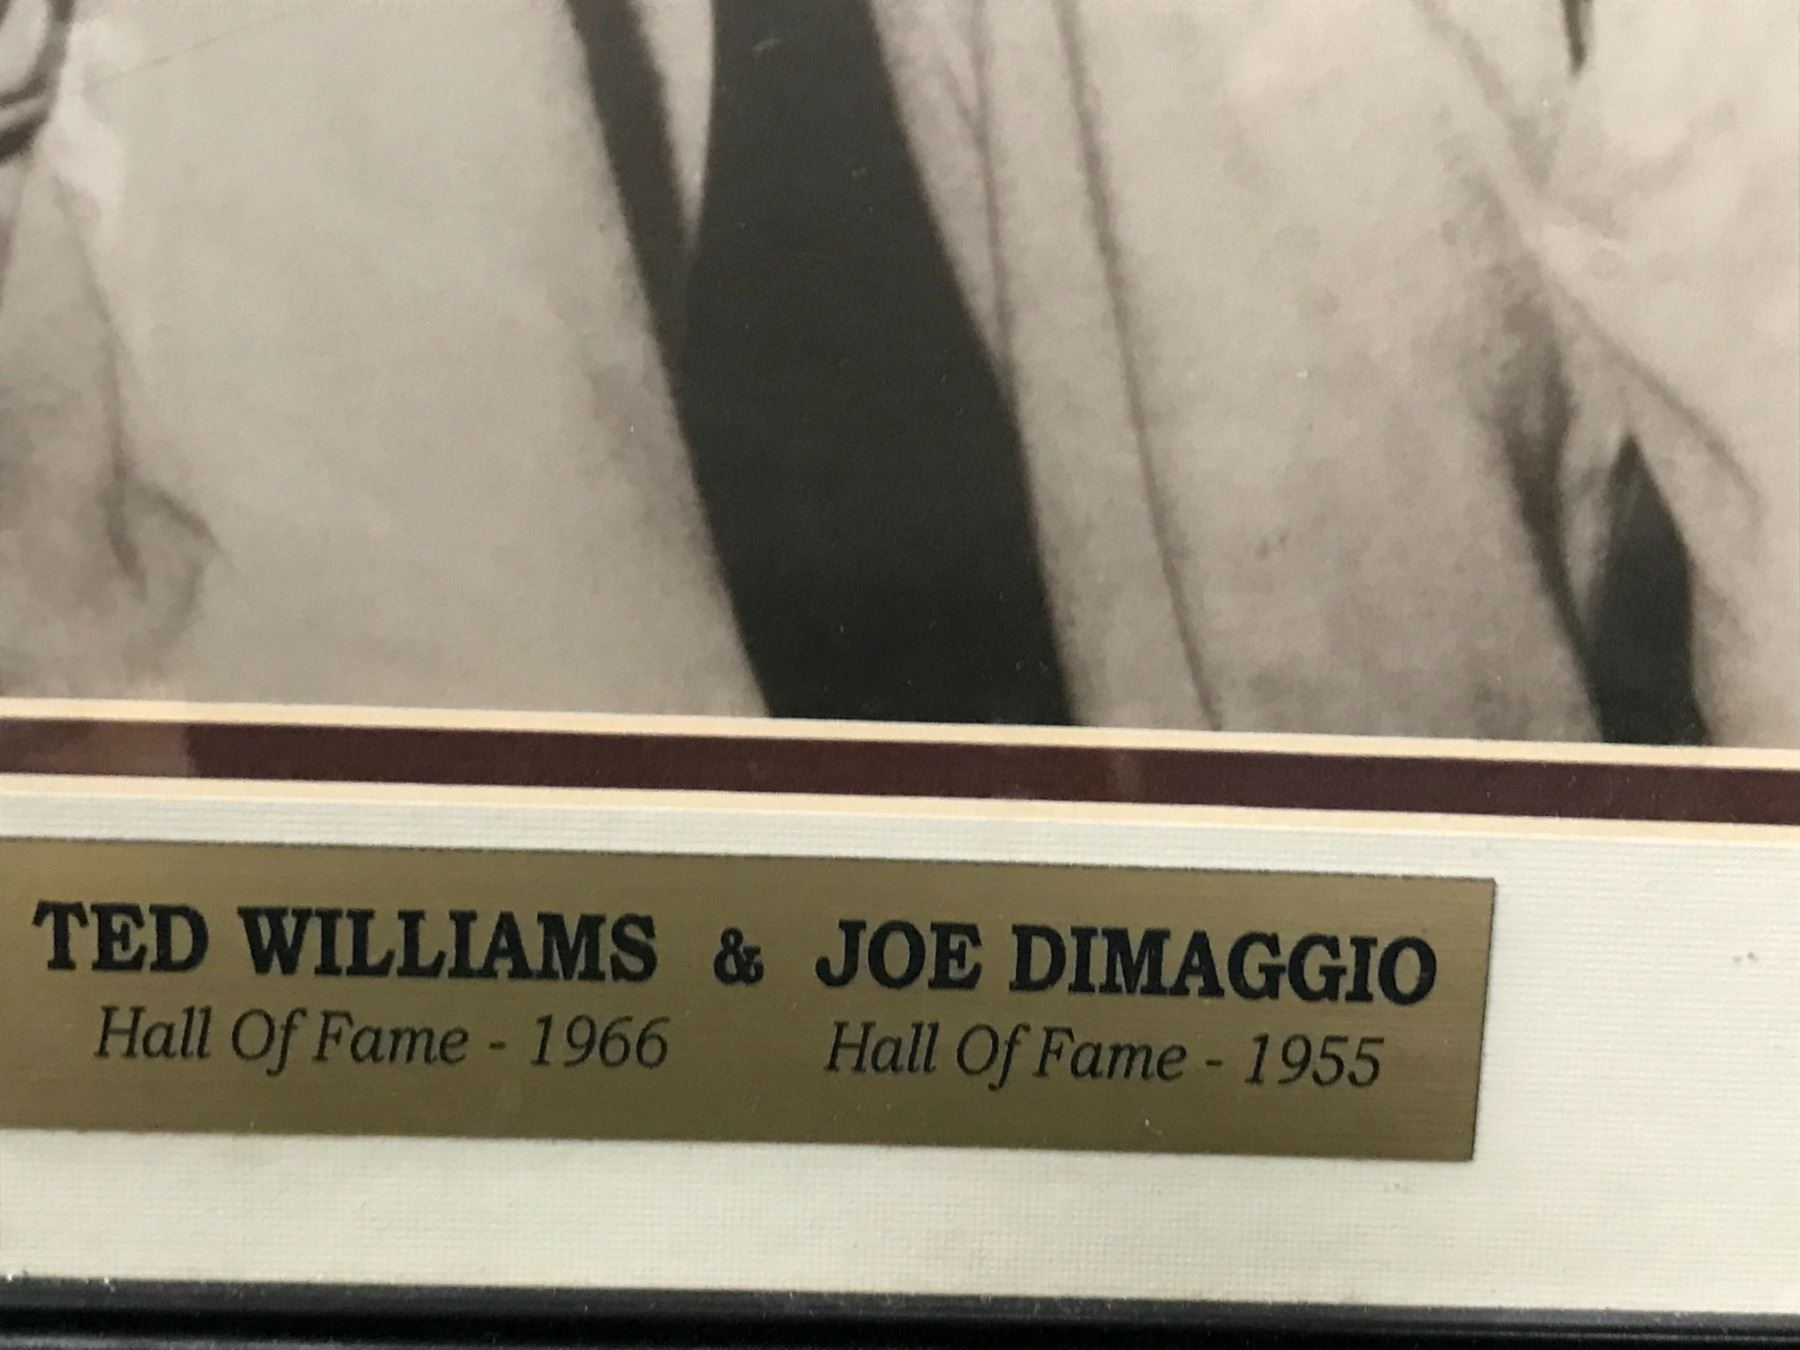 TED WILLIAMS & JOE DIMAGGIO
Hall Of Fame - 1966 Hall Of Fame - 1955